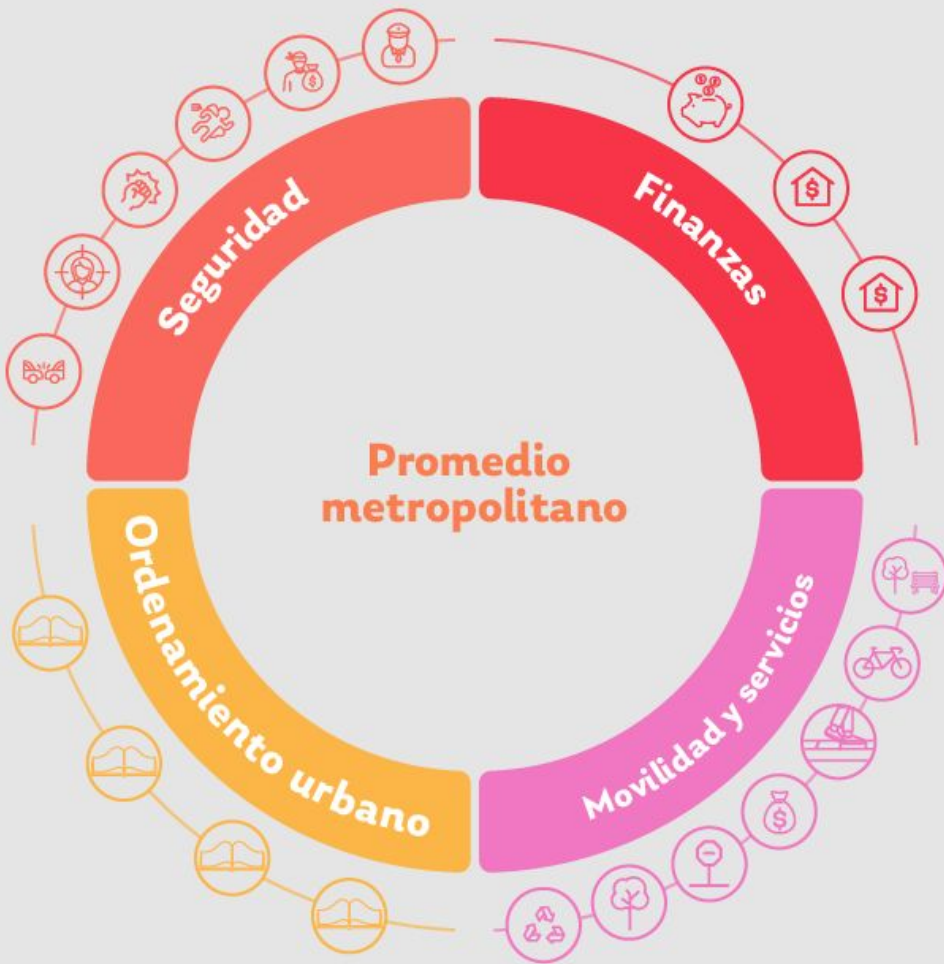 Seguridad
Finanzas
Promedio
metropolitano
Ordenamiento urbano
Movilidad y servicios